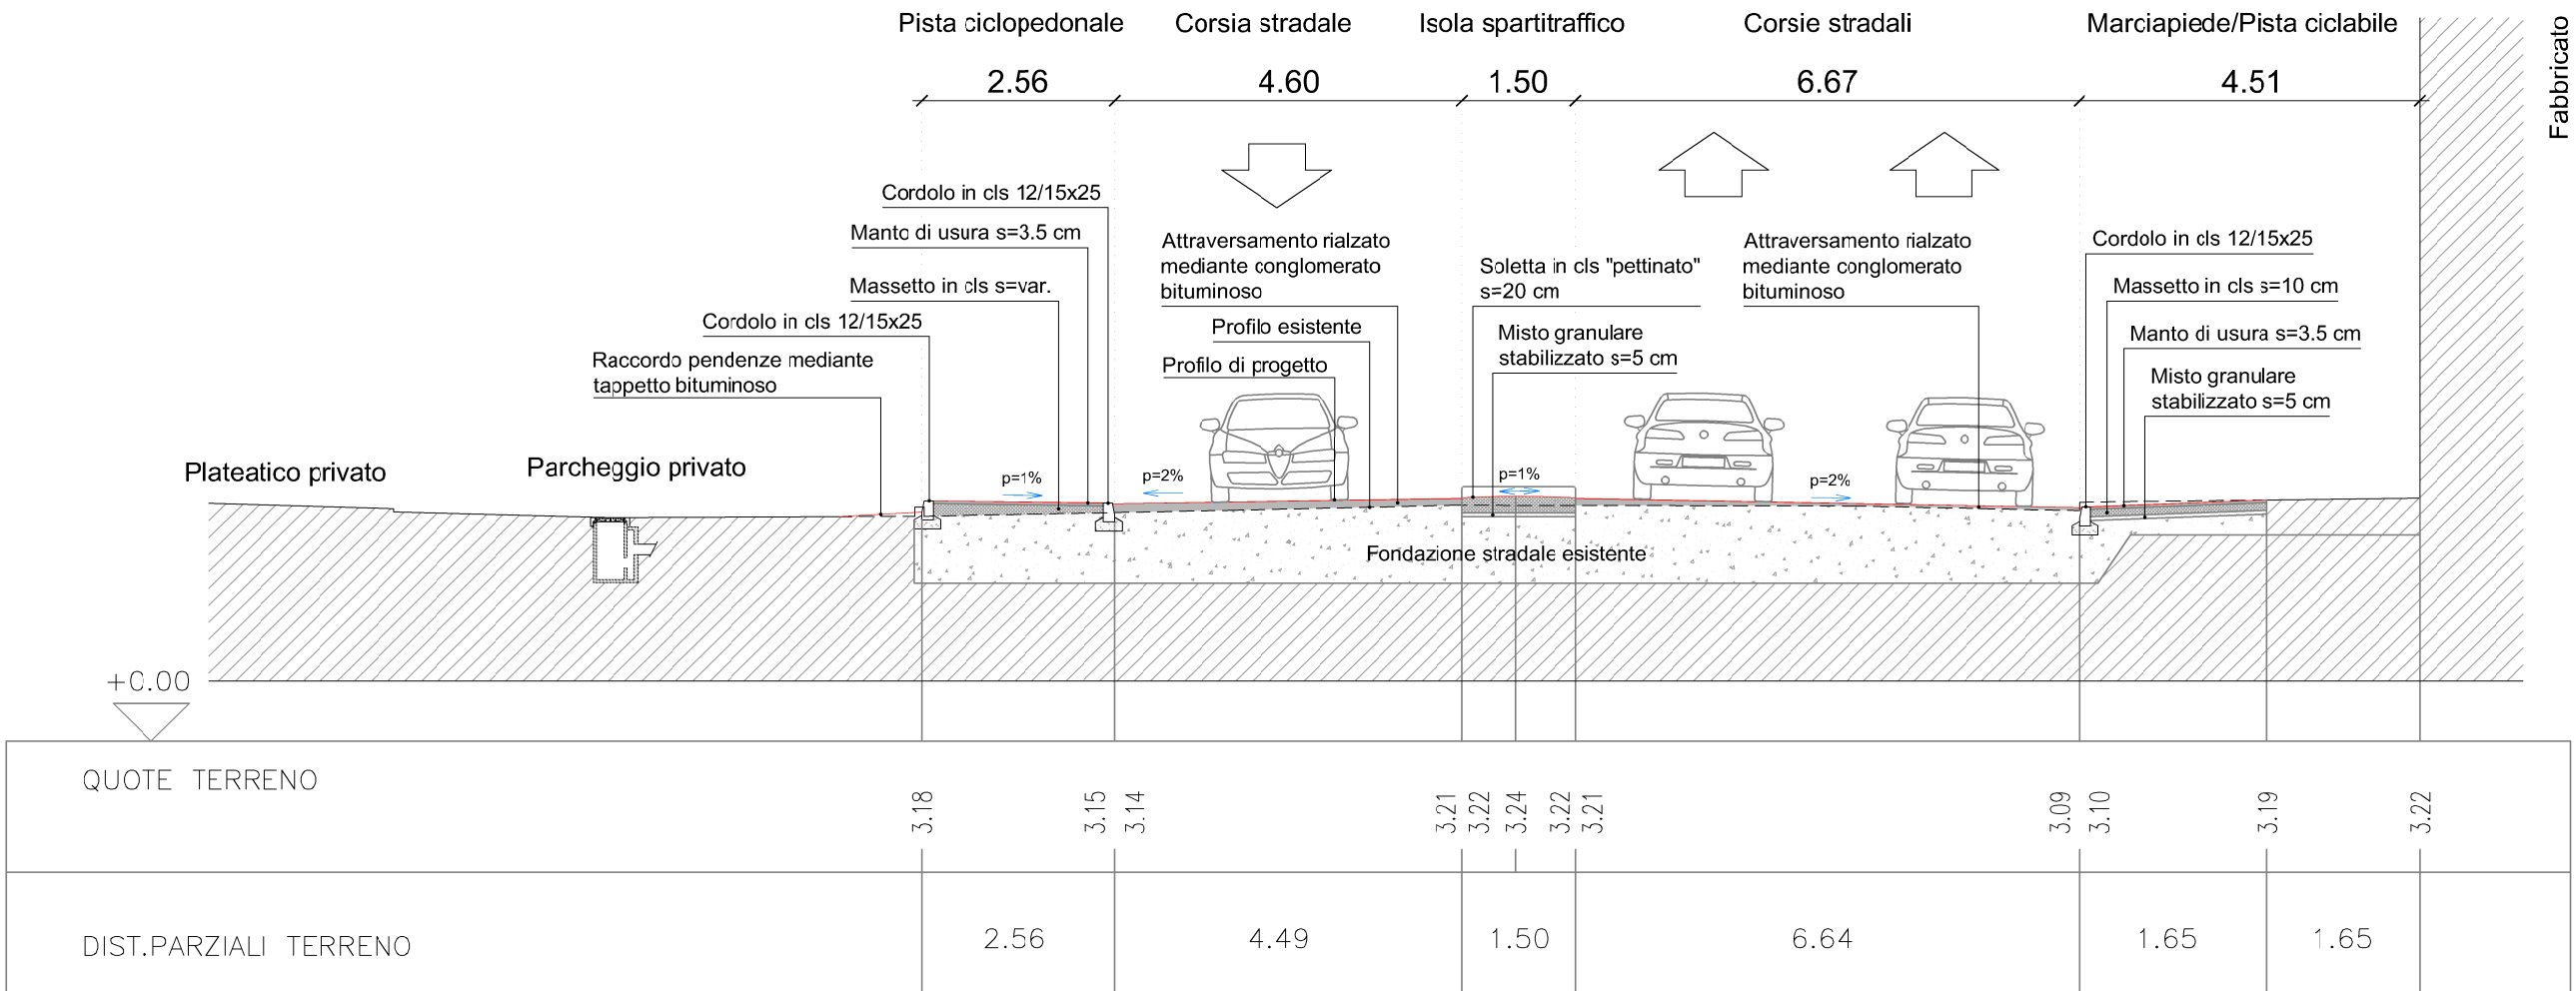 Pista ciclopedonale
Corsia stradale
Isola spartitraffico
Corsie stradali
Marciapiede/Pista ciclabile
Fabbricato
2.56
4.60
1.50
6.67
4.51
Cordolo in cls 12/15x25
Manto di usura s=3.5 cm
Massetto in cls s=var.
Cordolo in cls 12/15x25
Raccordo pendenze mediante
tappetto bituminoso
Attraversamento rialzato
mediante conglomerato
bituminoso
Profilo esistente
Profilo di progetto
Soletta in cls "pettinato"
s=20 cm
Misto granulare
stabilizzato s=5 cm
Attraversamento rialzato
mediante conglomerato
bituminoso
Cordolo in cls 12/15x25
Massetto in cls s=10 cm
Manto di usura s=3.5 cm
Misto granulare
stabilizzato s=5 cm
Plateatico privato
Parcheggio privato
p=1%
p=2%
p=1%
p=2%
Fondazione stradale esistente
+0.00
QUOTE TERRENO
3.18
3.15
3.14
3.21
3.22
3.24
3.22
3.21
3.09
3.10
3.19
3.22
DIST.PARZIALI TERRENO
2.56
4.49
1.50
6.64
1.65
1.65